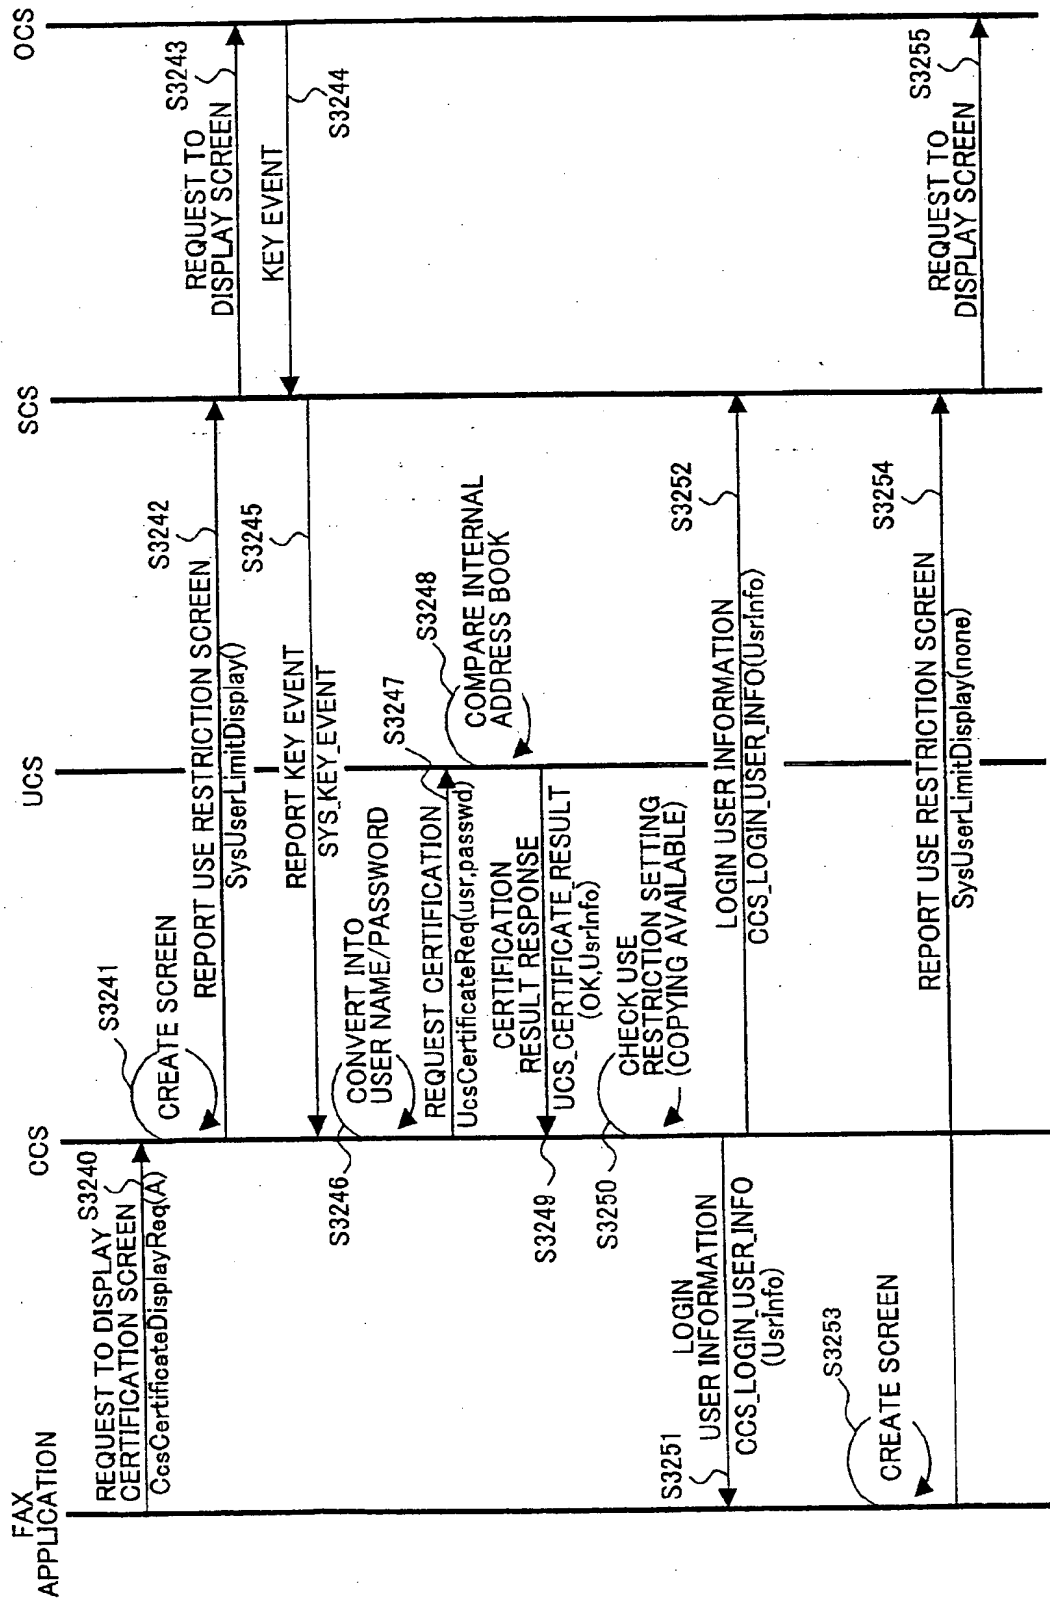 FAX
APPLICATION
CCS
UCS
SCS
OCS
REQUEST TO DISPLAY
CERTIFICATION SCREEN
CcsCertificateDisplayReq(A)
S3240
S3241
CREATE SCREEN
REPORT USE RESTRICTION SCREEN
SysUserLimitDisplay()
S3242
REQUEST TO
DISPLAY SCREEN
S3243
KEY EVENT
S3244
REPORT KEY EVENT
SYS_KEY_EVENT
S3245
CONVERT INTO
USER NAME/PASSWORD
S3246
REQUEST CERTIFICATION
UcsCertificateReq(usr,passwd)
S3247
S3248
COMPARE INTERNAL
ADDRESS BOOK
CERTIFICATION
RESULT RESPONSE
UCS_CERTIFICATE_RESULT
(OK,UsrInfo)
S3249
S3250
CHECK USE
RESTRICTION SETTING
(COPYING AVAILABLE)
LOGIN
USER INFORMATION
CCS_LOGIN_USER_INFO
(UsrInfo)
S3251
LOGIN USER INFORMATION
CCS_LOGIN_USER_INFO(UsrInfo)
S3252
S3253
CREATE SCREEN
REPORT USE RESTRICTION SCREEN
SysUserLimitDisplay(none)
S3254
REQUEST TO
DISPLAY SCREEN
S3255